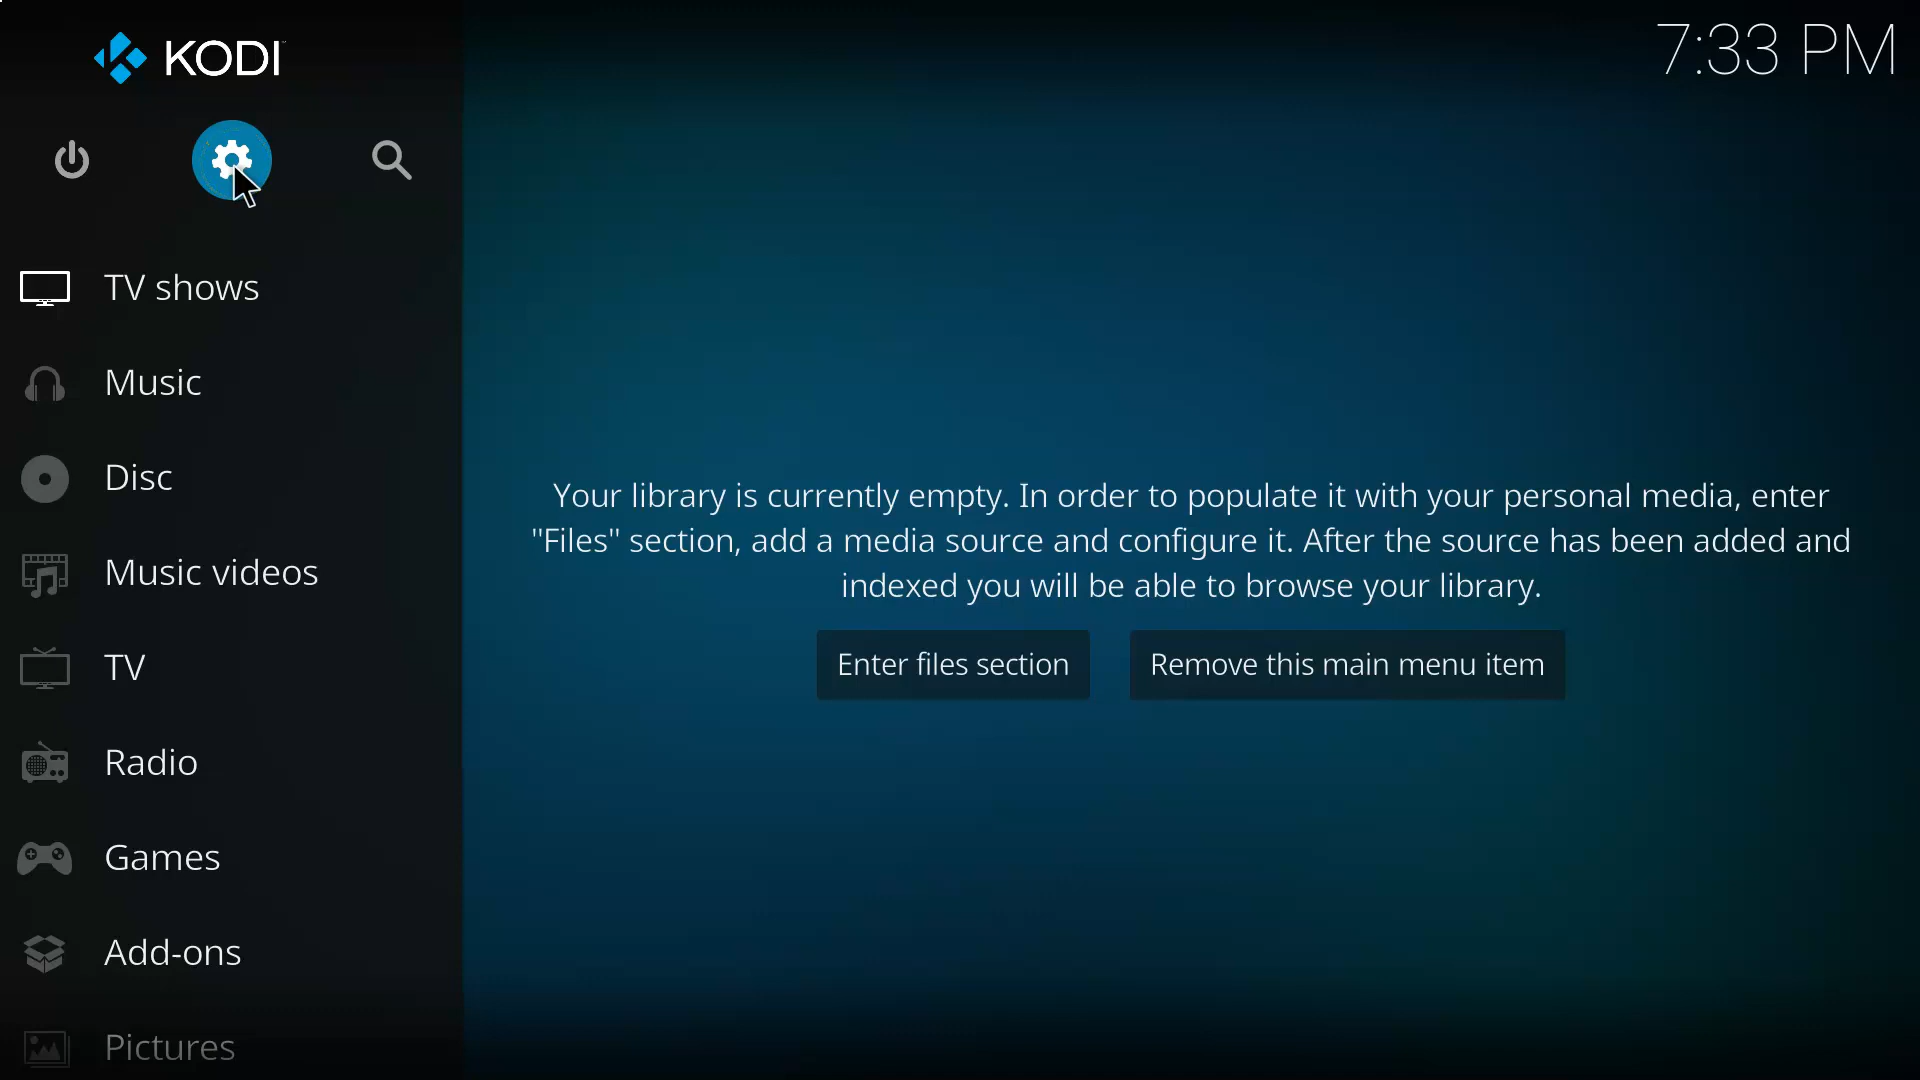 KODI
7:33 PM
TV shows
Music
Disc
Music videos
TV
Radio
Games
Add-ons
Pictures
Your library is currently empty. In order to populate it with your personal media, enter
"Files" section, add a media source and configure it. After the source has been added and
indexed you will be able to browse your library.
Enter files section
Remove this main menu item